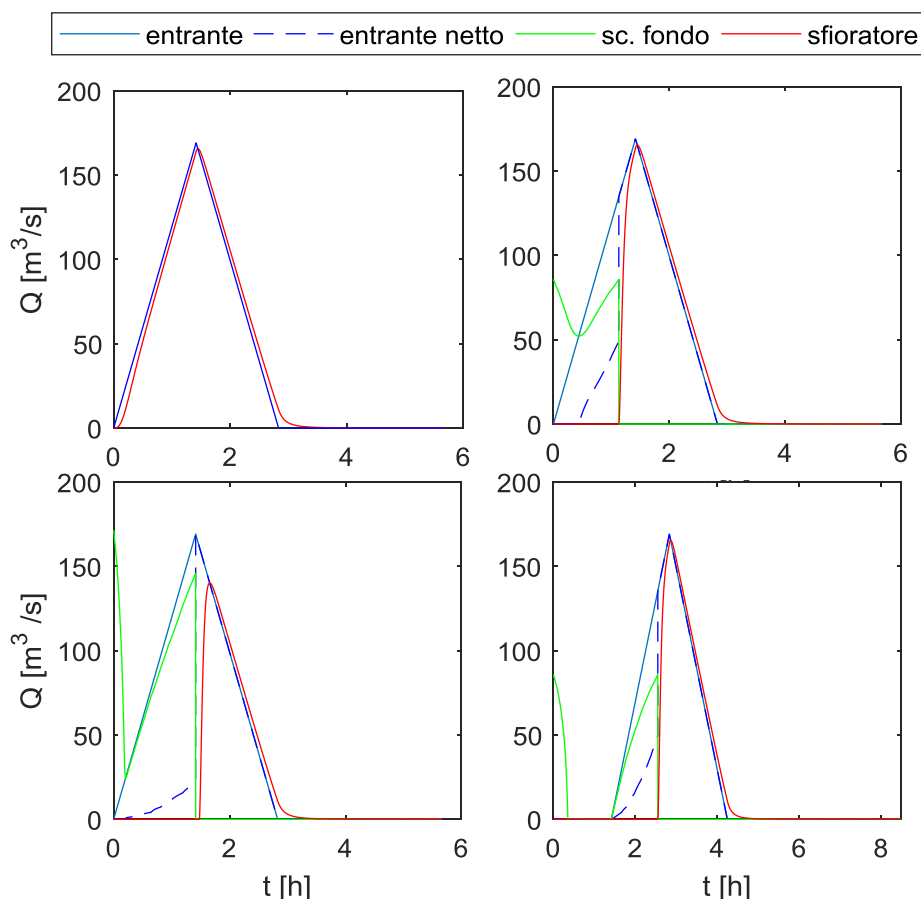 entrante entrante netto sc. fondo sfioratore
200 200
150 150
100 100
50 50
0 0
Q [m³/s]
0 2 4 6 0 2 4 6
200 200
150 150
100 100
50 50
0 0
Q [m³ /s]
0 2 4 6 0 2 4 6 8
t [h] t [h]